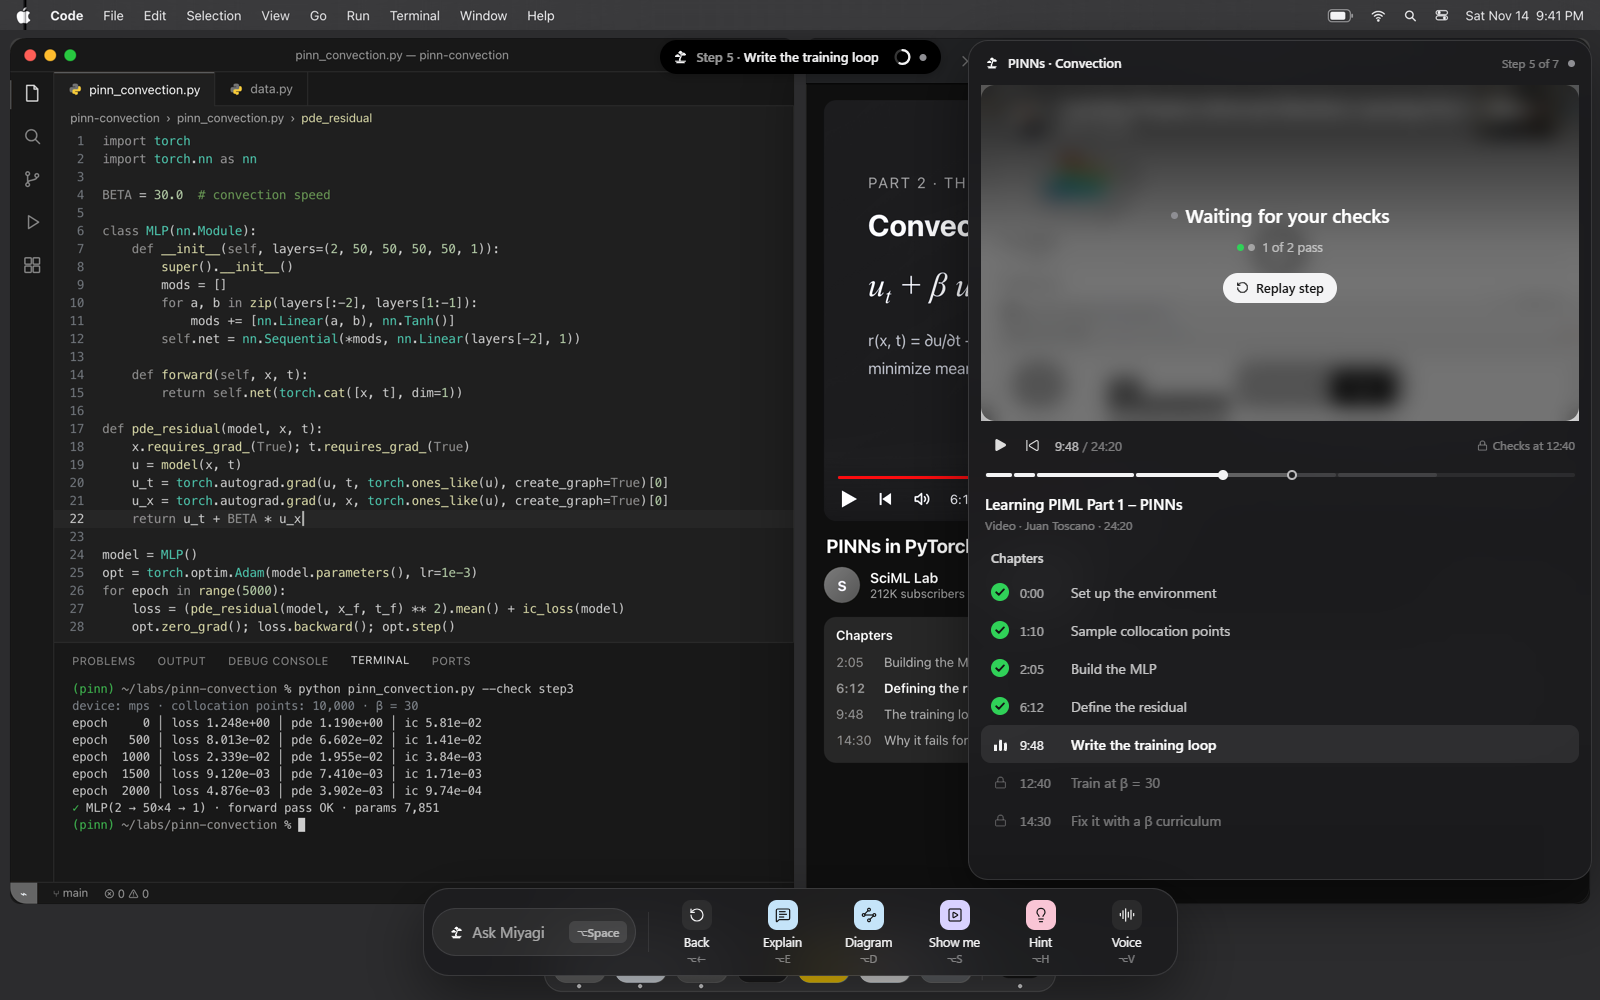 Code File Edit Selection View Go Run Terminal Window Help
Sat Nov 14 9:41 PM
pinn_convection.py — pinn-convection
Step 5 · Write the training loop
pinn_convection.py
data.py
pinn-convection › pinn_convection.py › pde_residual
1 import torch
2 import torch.nn as nn
3
4 BETA = 30.0 # convection speed
5
6 class MLP(nn.Module):
7 def __init__(self, layers=(2, 50, 50, 50, 50, 1)):
8 super().__init__()
9 mods = []
10 for a, b in zip(layers[:-2], layers[1:-1]):
11 mods += [nn.Linear(a, b), nn.Tanh()]
12 self.net = nn.Sequential(*mods, nn.Linear(layers[-2], 1))
13
14 def forward(self, x, t):
15 return self.net(torch.cat([x, t], dim=1))
16
17 def pde_residual(model, x, t):
18 x.requires_grad_(True); t.requires_grad_(True)
19 u = model(x, t)
20 u_t = torch.autograd.grad(u, t, torch.ones_like(u), create_graph=True)[0]
21 u_x = torch.autograd.grad(u, x, torch.ones_like(u), create_graph=True)[0]
22 return u_t + BETA * u_x
23
24 model = MLP()
25 opt = torch.optim.Adam(model.parameters(), lr=1e-3)
26 for epoch in range(5000):
27 loss = (pde_residual(model, x_f, t_f) ** 2).mean() + ic_loss(model)
28 opt.zero_grad(); loss.backward(); opt.step()
PROBLEMS OUTPUT DEBUG CONSOLE TERMINAL PORTS
(pinn) ~/labs/pinn-convection % python pinn_convection.py --check step3
device: mps · collocation points: 10,000 · β = 30
epoch 0 | loss 1.248e+00 | pde 1.190e+00 | ic 5.81e-02
epoch 500 | loss 8.013e-02 | pde 6.602e-02 | ic 1.41e-02
epoch 1000 | loss 2.339e-02 | pde 1.955e-02 | ic 3.84e-03
epoch 1500 | loss 9.120e-03 | pde 7.410e-03 | ic 1.71e-03
epoch 2000 | loss 4.876e-03 | pde 3.902e-03 | ic 9.74e-04
✓ MLP(2 → 50×4 → 1) · forward pass OK · params 7,851
(pinn) ~/labs/pinn-convection %
main 0 0
PART 2 · TH
Convec
u_t + β u
r(x, t) = ∂u/∂t -
minimize mear
6:1
PINNs in PyTorcl
S
SciML Lab
212K subscribers
Chapters
2:05 Building the M
6:12 Defining the r
9:48 The training lo
14:30 Why it fails for
PINNs · Convection
Step 5 of 7
Waiting for your checks
1 of 2 pass
Replay step
9:48 / 24:20
Checks at 12:40
Learning PIML Part 1 – PINNs
Video · Juan Toscano · 24:20
Chapters
0:00 Set up the environment
1:10 Sample collocation points
2:05 Build the MLP
6:12 Define the residual
9:48 Write the training loop
12:40 Train at β = 30
14:30 Fix it with a β curriculum
Ask Miyagi ⌥Space
Back Explain Diagram Show me Hint Voice
⌥← ⌥E ⌥D ⌥S ⌥H ⌥V